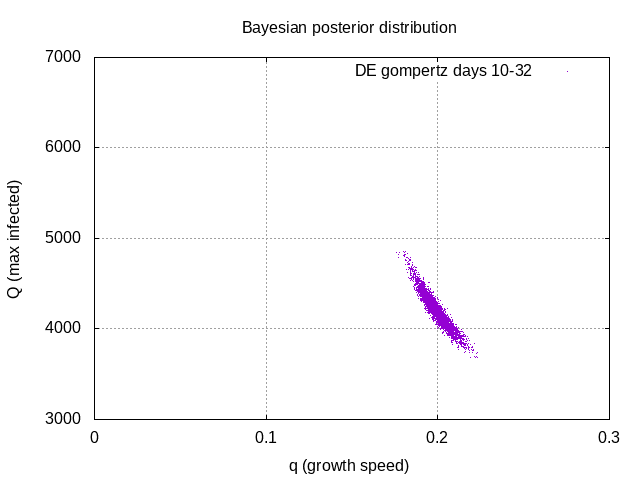 Bayesian posterior distribution
7000
6000
5000
4000
3000
0
0.1
0.2
0.3
DE gompertz days 10-32
Q (max infected)
q (growth speed)